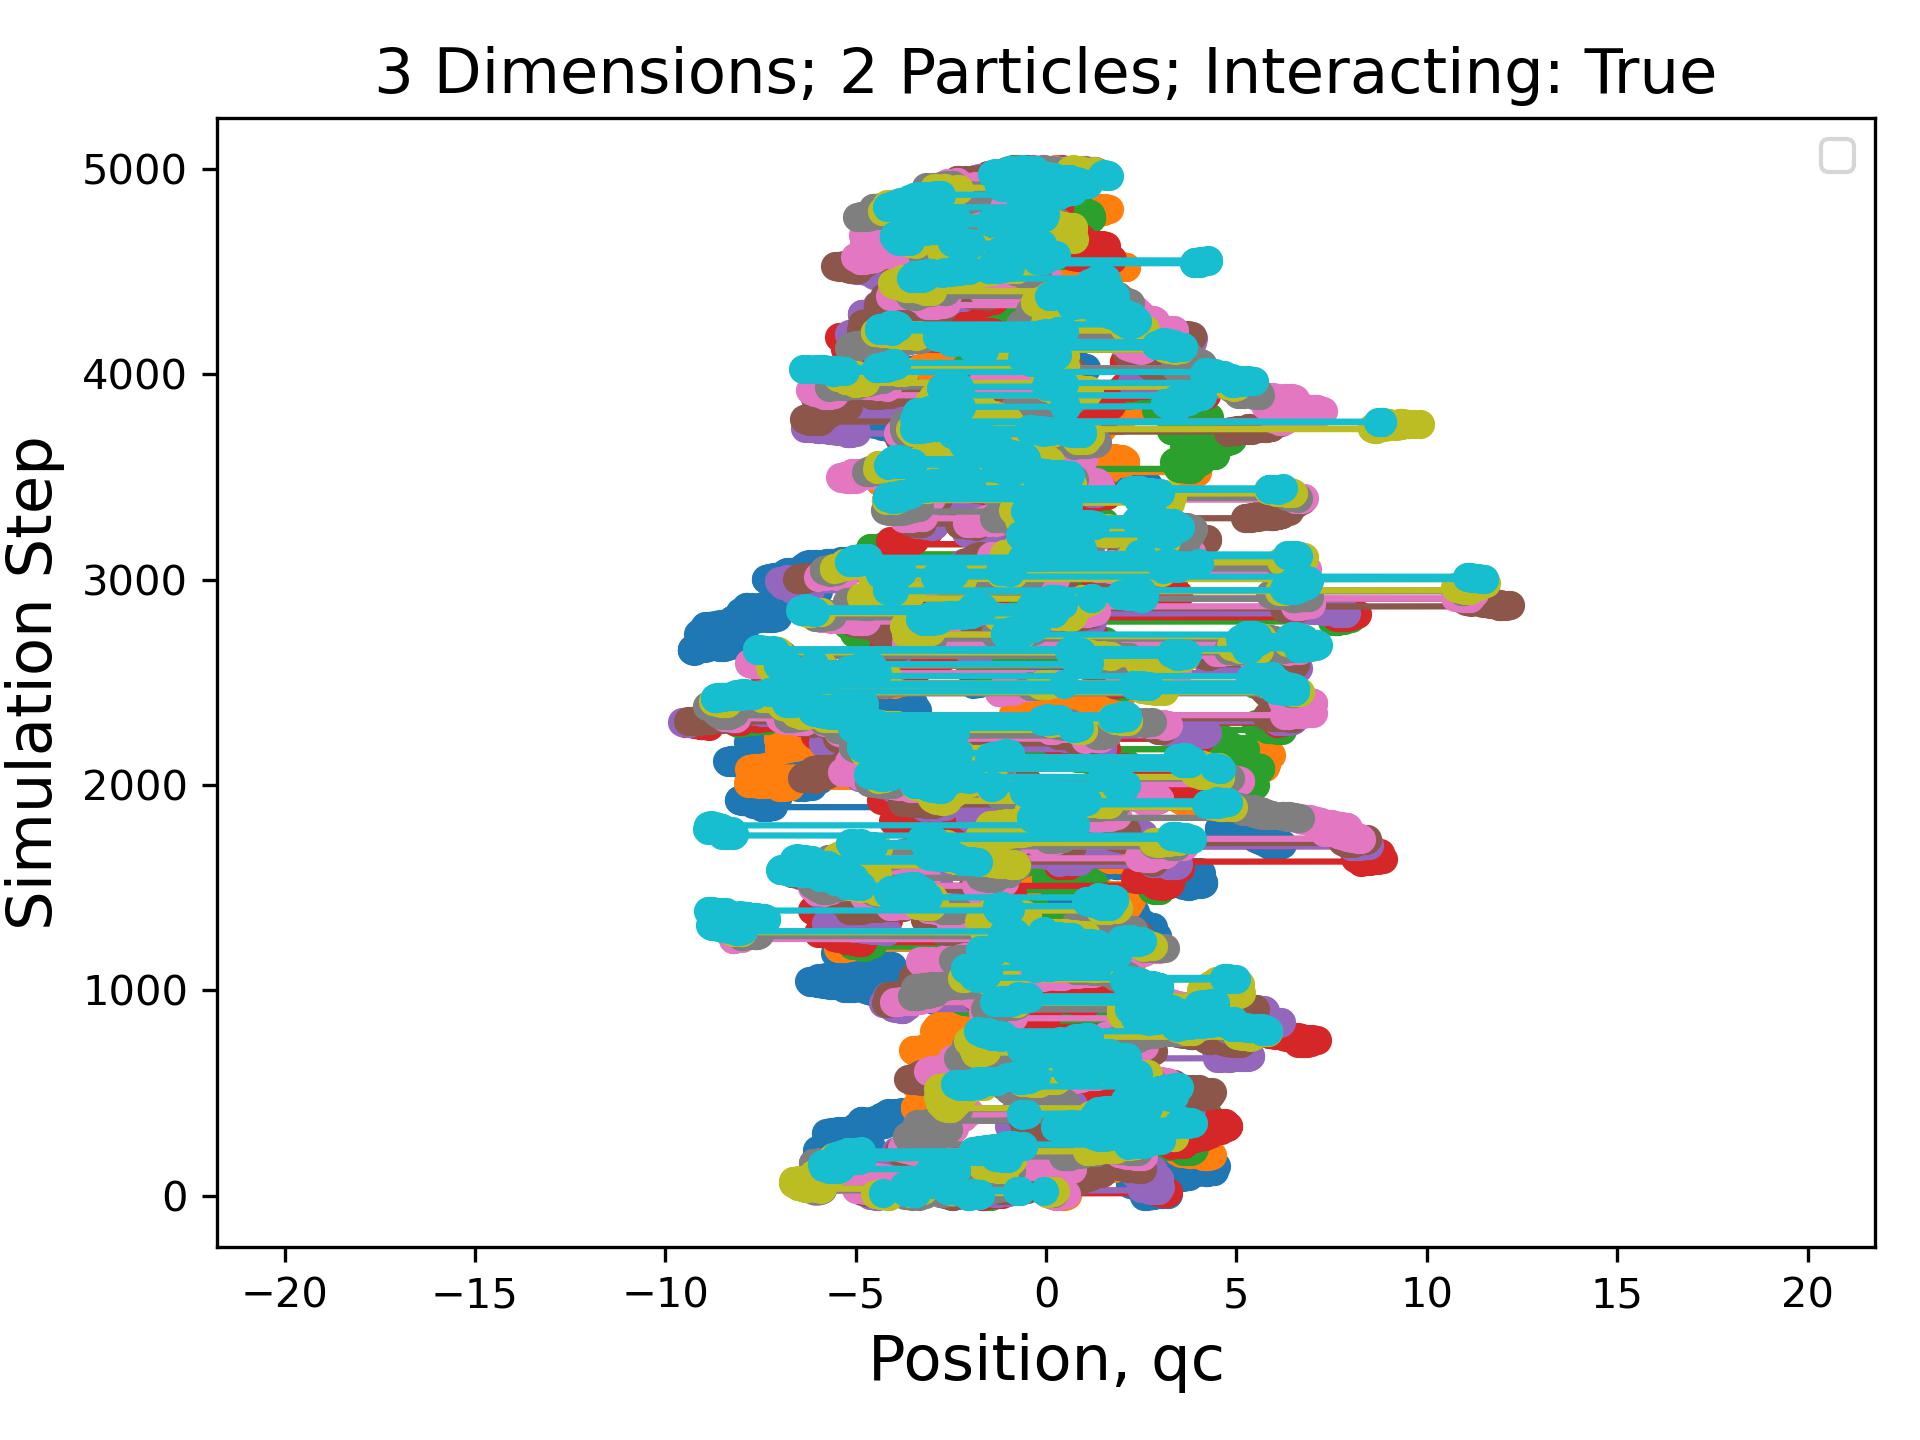 3 Dimensions; 2 Particles; Interacting: True
5000
4000
3000
2000
1000
0
Simulation Step
−20 −15 −10 −5 0 5 10 15 20
Position, qc